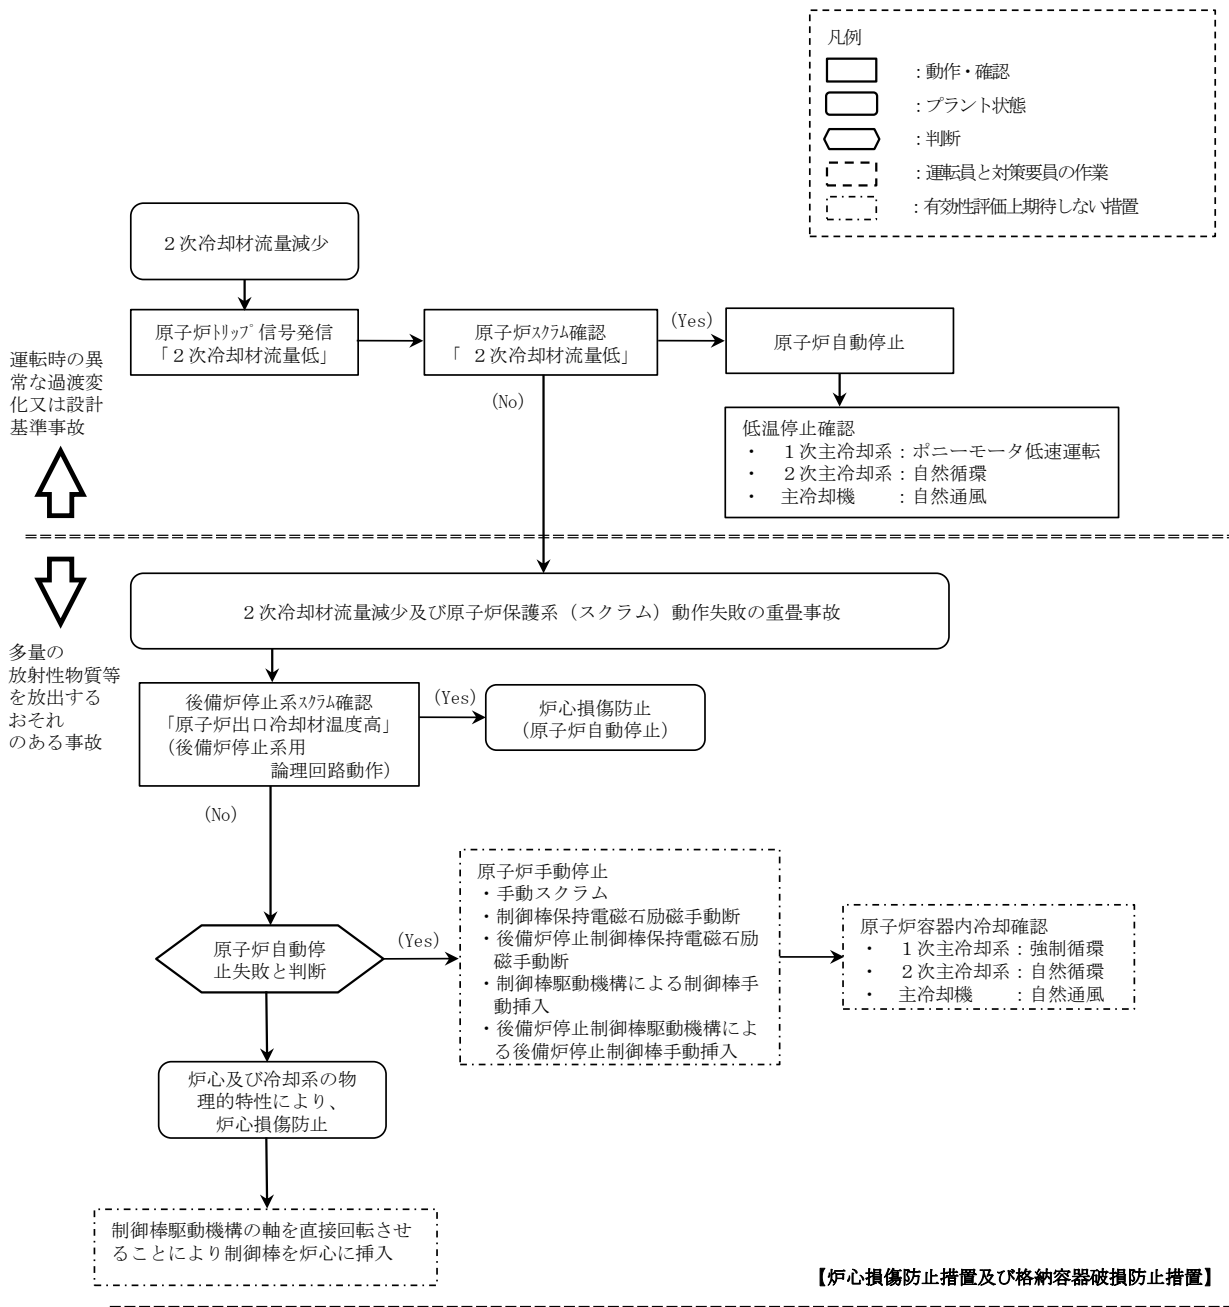 凡例
：動作・確認
：プラント状態
：判断
：運転員と対策要員の作業
：有効性評価上期待しない措置
２次冷却材流量減少
原子炉ﾄﾘｯﾌﾟ信号発信
「２次冷却材流量低」
原子炉ｽｸﾗﾑ確認
「 ２次冷却材流量低」
(Yes)
原子炉自動停止
(No)
低温停止確認
・ １次主冷却系：ポニーモータ低速運転
・ ２次主冷却系：自然循環
・ 主冷却機 ：自然通風
運転時の異
常な過渡変
化又は設計
基準事故
多量の
放射性物質等
を放出する
おそれ
のある事故
２次冷却材流量減少及び原子炉保護系（スクラム）動作失敗の重畳事故
後備炉停止系ｽｸﾗﾑ確認
「原子炉出口冷却材温度高」
（後備炉停止系用
論理回路動作）
(Yes)
炉心損傷防止
（原子炉自動停止）
(No)
原子炉自動停
止失敗と判断
(Yes)
原子炉手動停止
・手動スクラム
・制御棒保持電磁石励磁手動断
・後備炉停止制御棒保持電磁石励
磁手動断
・制御棒駆動機構による制御棒手
動挿入
・後備炉停止制御棒駆動機構によ
る後備炉停止制御棒手動挿入
原子炉容器内冷却確認
・ １次主冷却系：強制循環
・ ２次主冷却系：自然循環
・ 主冷却機 ：自然通風
炉心及び冷却系の物
理的特性により、
炉心損傷防止
制御棒駆動機構の軸を直接回転させ
ることにより制御棒を炉心に挿入
【炉心損傷防止措置及び格納容器破損防止措置】